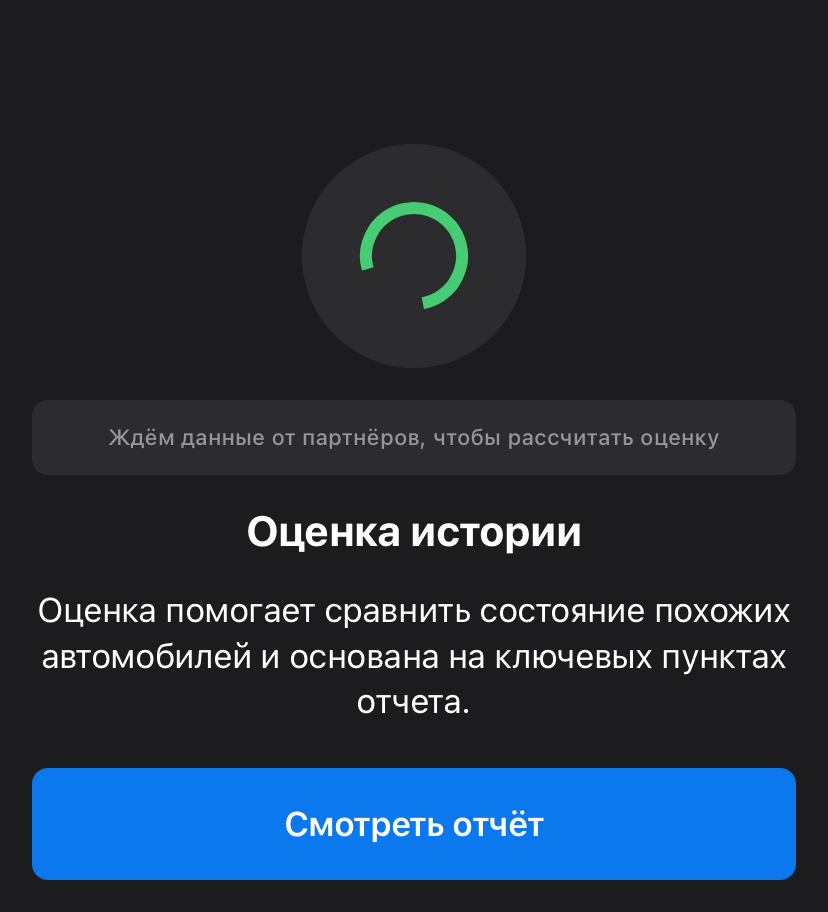 Ждём данные от партнёров, чтобы рассчитать оценку
Оценка истории
Оценка помогает сравнить состояние похожих
автомобилей и основана на ключевых пунктах
отчета.
Смотреть отчёт